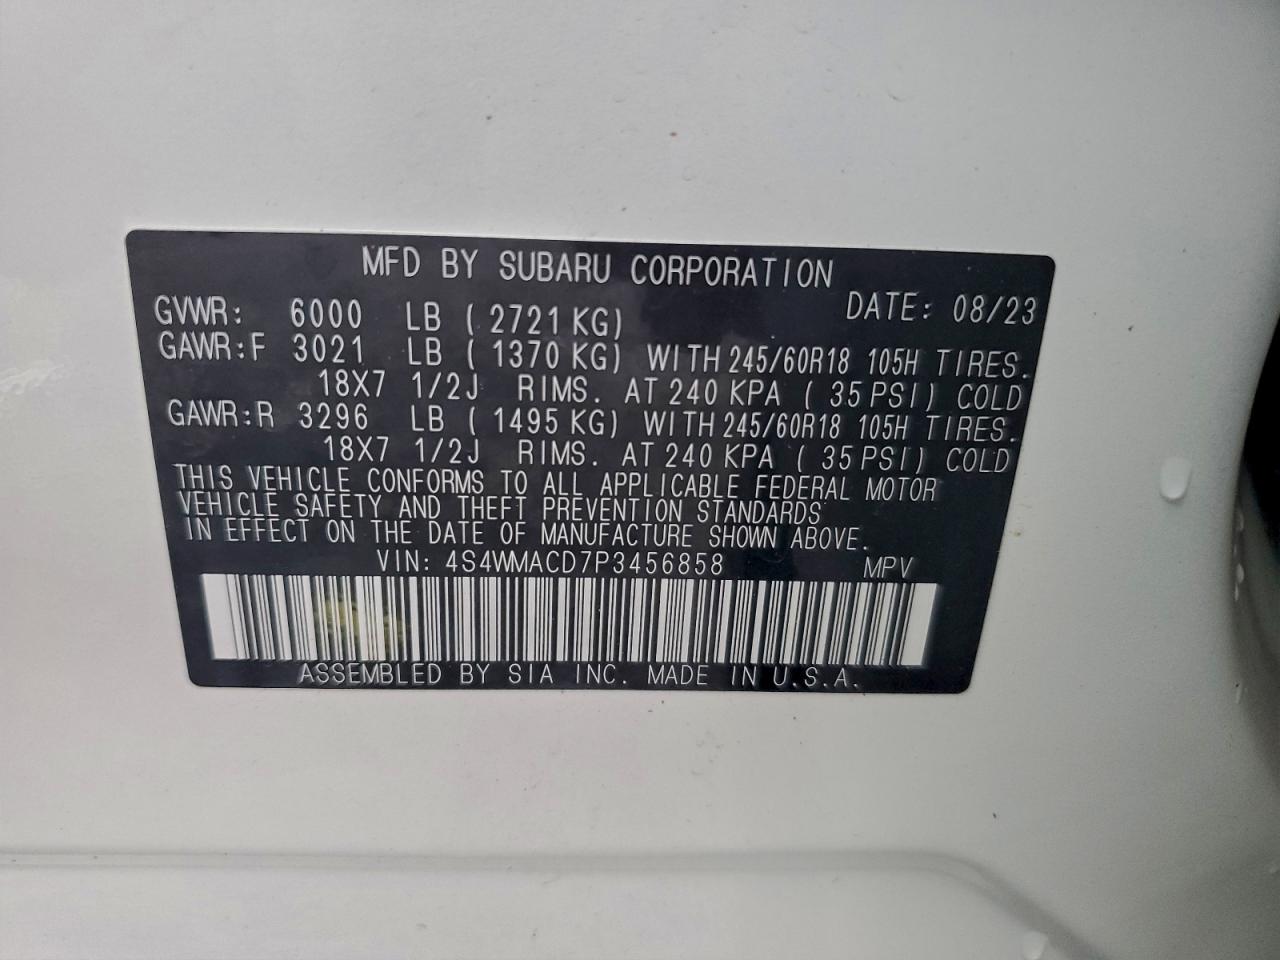 MFD BY SUBARU CORPORATION
GVWR: 6000 LB ( 2721 KG) DATE: 08/23
GAWR:F 3021 LB ( 1370 KG) WITH 245/60R18 105H TIRES.
18X7 1/2J RIMS. AT 240 KPA ( 35 PSI) COLD
GAWR:R 3296 LB ( 1495 KG) WITH 245/60R18 105H TIRES.
18X7 1/2J RIMS. AT 240 KPA ( 35 PSI) COLD
THIS VEHICLE CONFORMS TO ALL APPLICABLE FEDERAL MOTOR
VEHICLE SAFETY AND THEFT PREVENTION STANDARDS
IN EFFECT ON THE DATE OF MANUFACTURE SHOWN ABOVE.
VIN: 4S4WMACD7P3456858 MPV
ASSEMBLED BY SIA INC. MADE IN U.S.A.